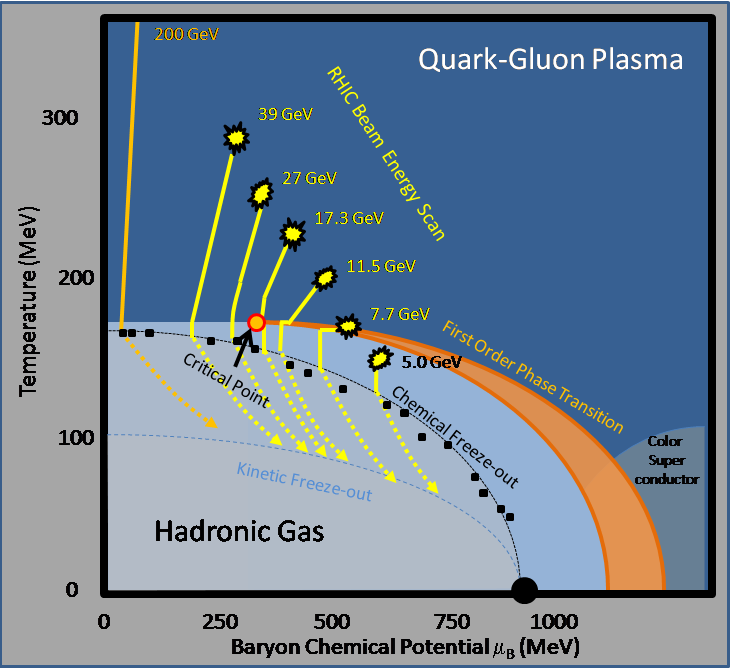 200 GeV
Quark-Gluon Plasma
RHIC Beam Energy Scan
300
39 GeV
27 GeV
17.3 GeV
200
11.5 GeV
7.7 GeV
5.0 GeV
First Order Phase Transition
Temperature (MeV)
Critical Point
Chemical Freeze-out
100
Kinetic Freeze-out
Color
Super
conductor
Hadronic Gas
0
0
250
500
750
1000
Baryon Chemical Potential μB (MeV)